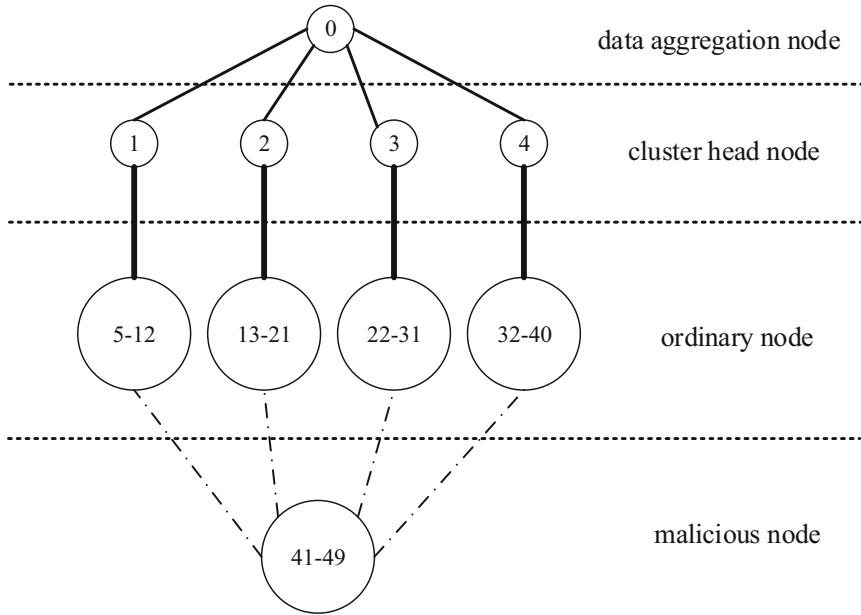 0
data aggregation node
1
2
3
4
cluster head node
5-12
13-21
22-31
32-40
ordinary node
41-49
malicious node